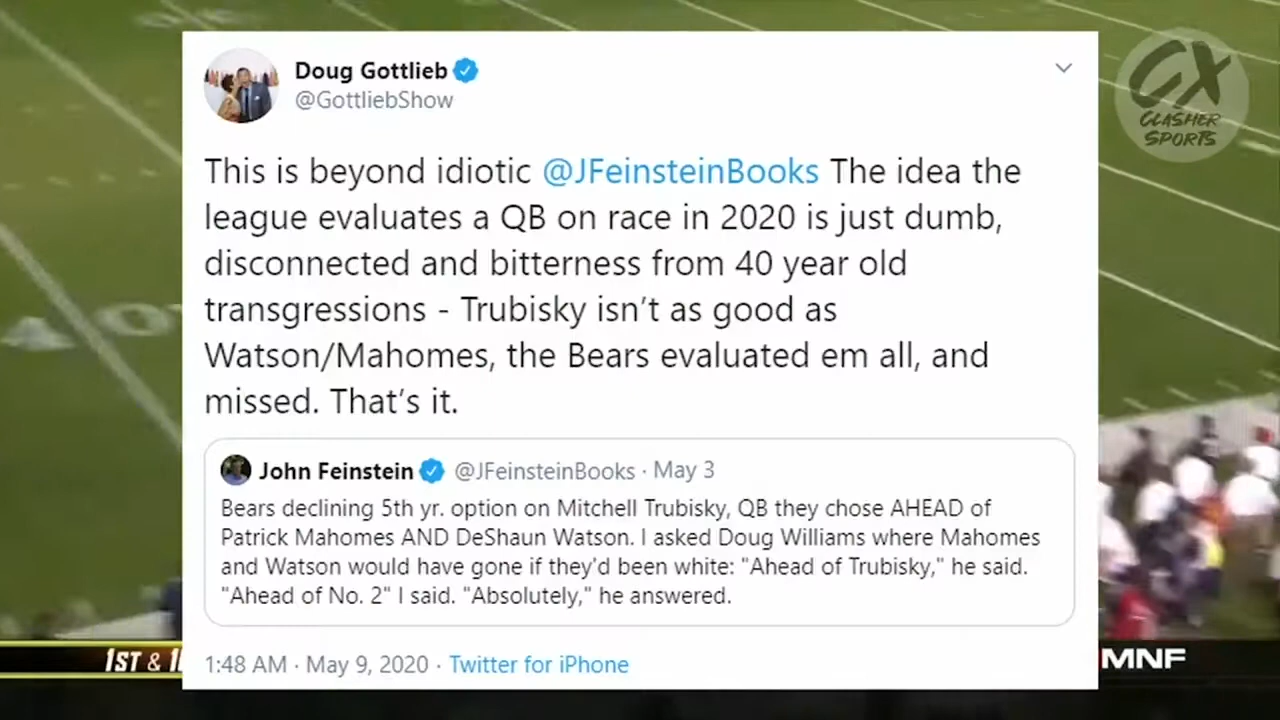 Doug Gottlieb
@GottliebShow
This is beyond idiotic @JFeinsteinBooks The idea the
league evaluates a QB on race in 2020 is just dumb,
disconnected and bitterness from 40 year old
transgressions - Trubisky isn’t as good as
Watson/Mahomes, the Bears evaluated em all, and
missed. That’s it.
John Feinstein @JFeinsteinBooks · May 3
Bears declining 5th yr. option on Mitchell Trubisky, QB they chose AHEAD of
Patrick Mahomes AND DeShaun Watson. I asked Doug Williams where Mahomes
and Watson would have gone if they'd been white: "Ahead of Trubisky," he said.
"Ahead of No. 2" I said. "Absolutely," he answered.
1:48 AM · May 9, 2020 · Twitter for iPhone
CX
CLASHER
SPORTS
1ST & 1
MNF